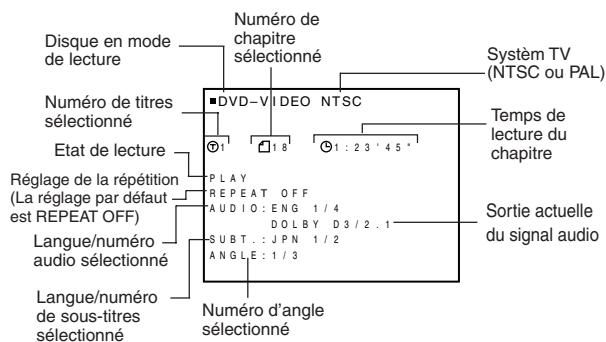 Disque en mode
de lecture
Numéro de
chapitre
sélectionné
Systèm TV
(NTSC ou PAL)
Numéro de titres
sélectionné
Etat de lecture
Réglage de la répétition
(La réglage par défaut
est REPEAT OFF)
Langue/numéro
audio sélectionné
Langue/numéro
de sous-titres
sélectionné
■DVD–VIDEO NTSC
T1 18 1:23'45"
PLAY
REPEAT OFF
AUDIO:ENG 1/4
DOLBY D3/2.1
SUBT.:JPN 1/2
ANGLE:1/3
Numéro d'angle
sélectionné
Temps de
lecture du
chapitre
Sortie actuelle
du signal audio